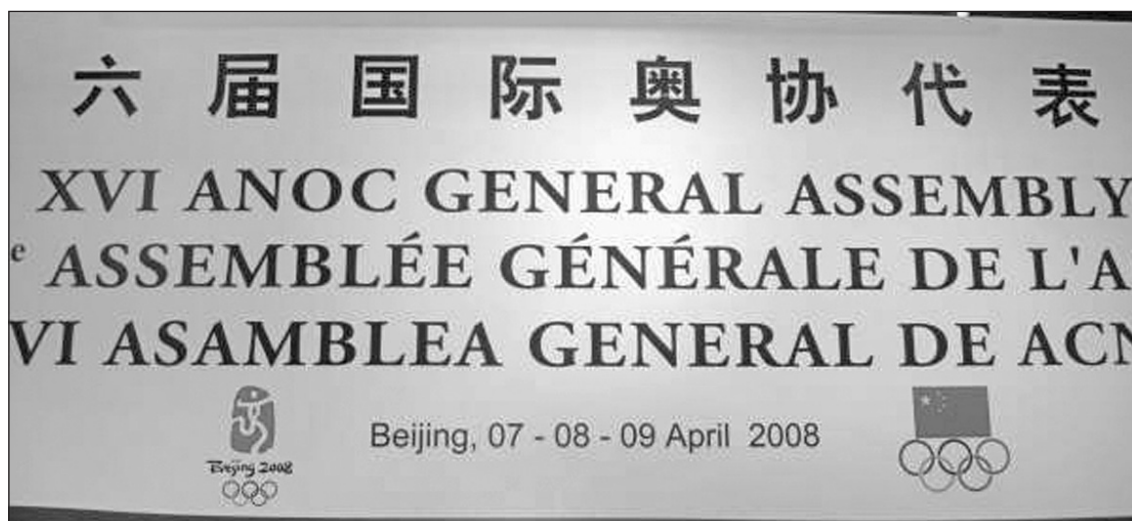 六届国际奥协代表
XVI ANOC GENERAL ASSEMBLY
e ASSEMBLÉE GÉNÉRALE DE L'A
VI ASAMBLEA GENERAL DE ACN
Beijing, 07 - 08 - 09 April 2008
Beijing 2008